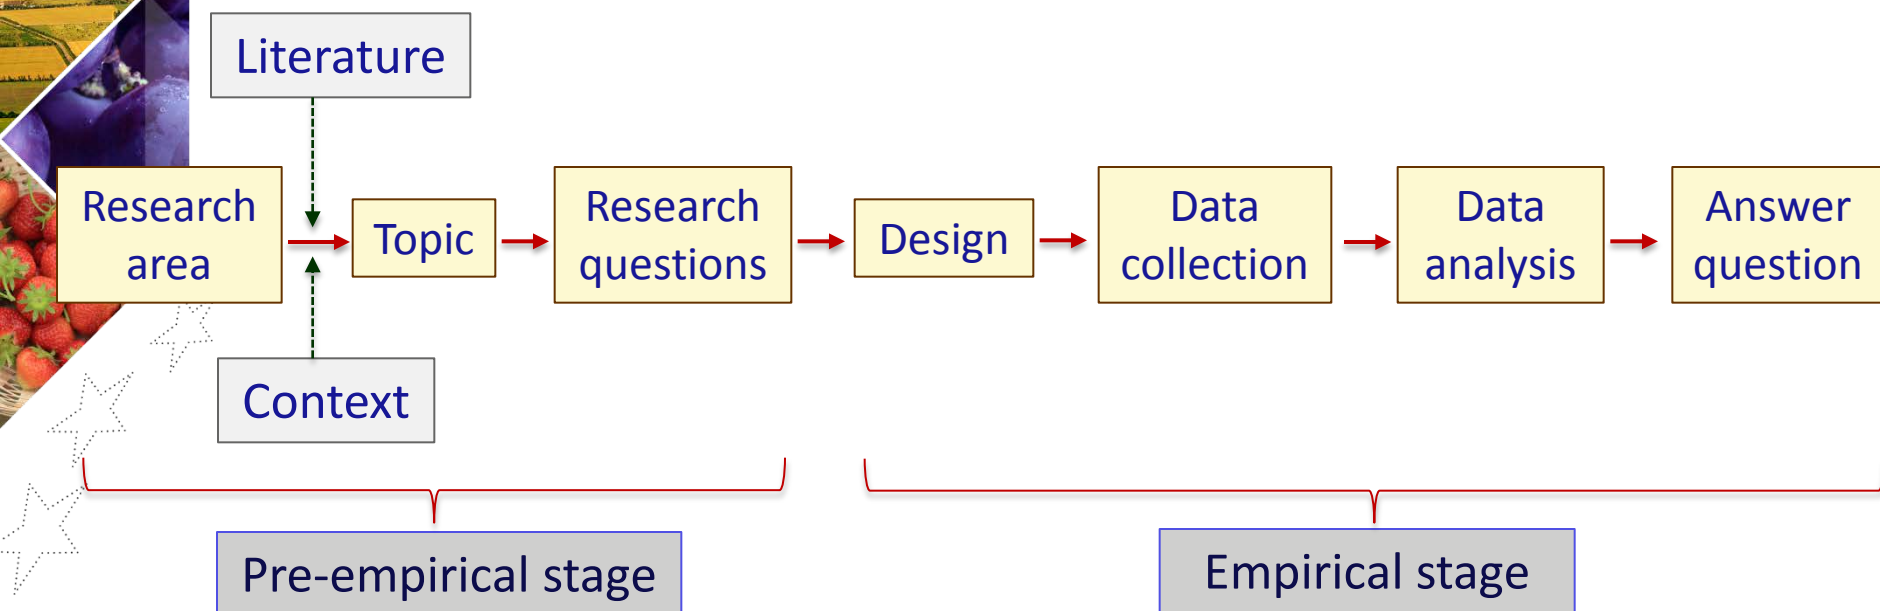 Literature
Research
area
Topic
Research
questions
Design
Data
collection
Data
analysis
Answer
question
Context
Pre-empirical stage
Empirical stage